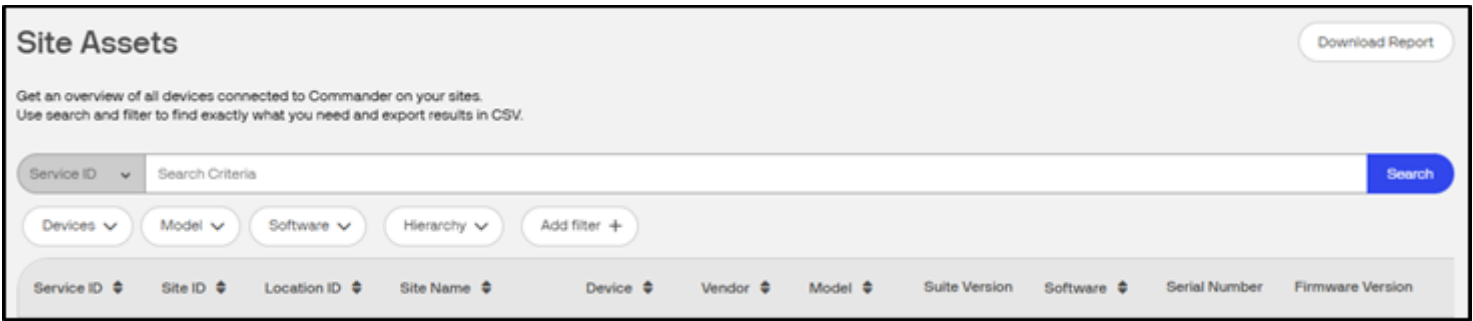 Site Assets
Download Report
Get an overview of all devices connected to Commander on your sites.
Use search and filter to find exactly what you need and export results in CSV.
Service ID Search Criteria Search
Devices Model Software Hierarchy Add filter +
Service ID Site ID Location ID Site Name Device Vendor Model Suite Version Software Serial Number Firmware Version